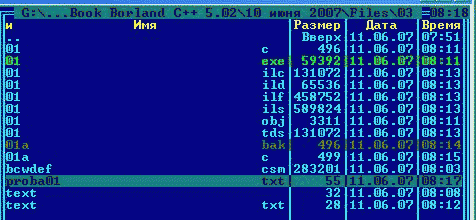 G:\...Book Borland C++ 5.02\10 июня 2007\Files\03 =08:18
и Имя Размер Дата Время
.. Вверх 11.06.07 07:51
01 c 496 11.06.07 08:11
01 exe 59392 11.06.07 08:11
01 ilc 131072 11.06.07 08:13
01 ild 65536 11.06.07 08:13
01 ilf 458752 11.06.07 08:13
01 ils 589824 11.06.07 08:13
01 obj 3311 11.06.07 08:11
01 tds 131072 11.06.07 08:13
01a bak 496 11.06.07 08:14
01a c 499 11.06.07 08:15
bcwdef csm 283201 11.06.07 08:03
proba01 txt 55 11.06.07 08:17
text 32 11.06.07 08:08
text txt 28 11.06.07 08:12